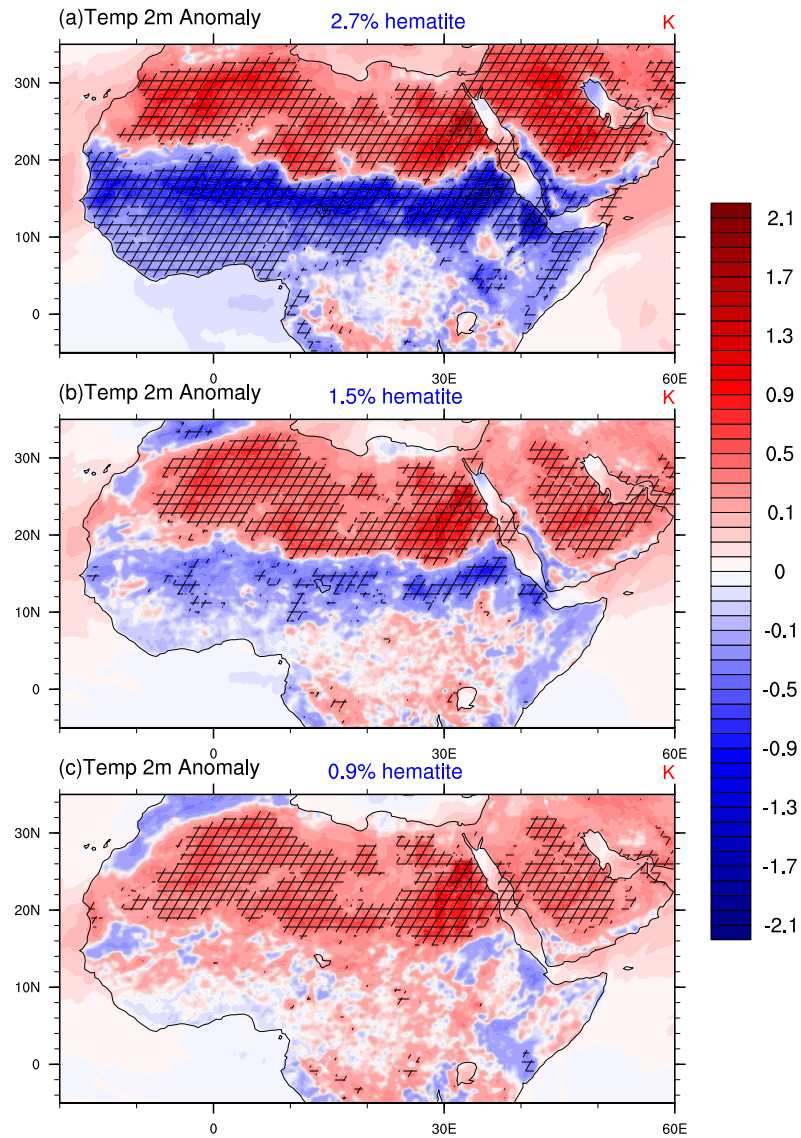 (a)Temp 2m Anomaly 2.7% hematite K
30N
20N
10N
0
0 30E 60E
(b)Temp 2m Anomaly 1.5% hematite K
30N
20N
10N
0
0 30E 60E
(c)Temp 2m Anomaly 0.9% hematite K
30N
20N
10N
0
0 30E 60E
2.1
1.7
1.3
0.9
0.5
0.1
0
-0.1
-0.5
-0.9
-1.3
-1.7
-2.1